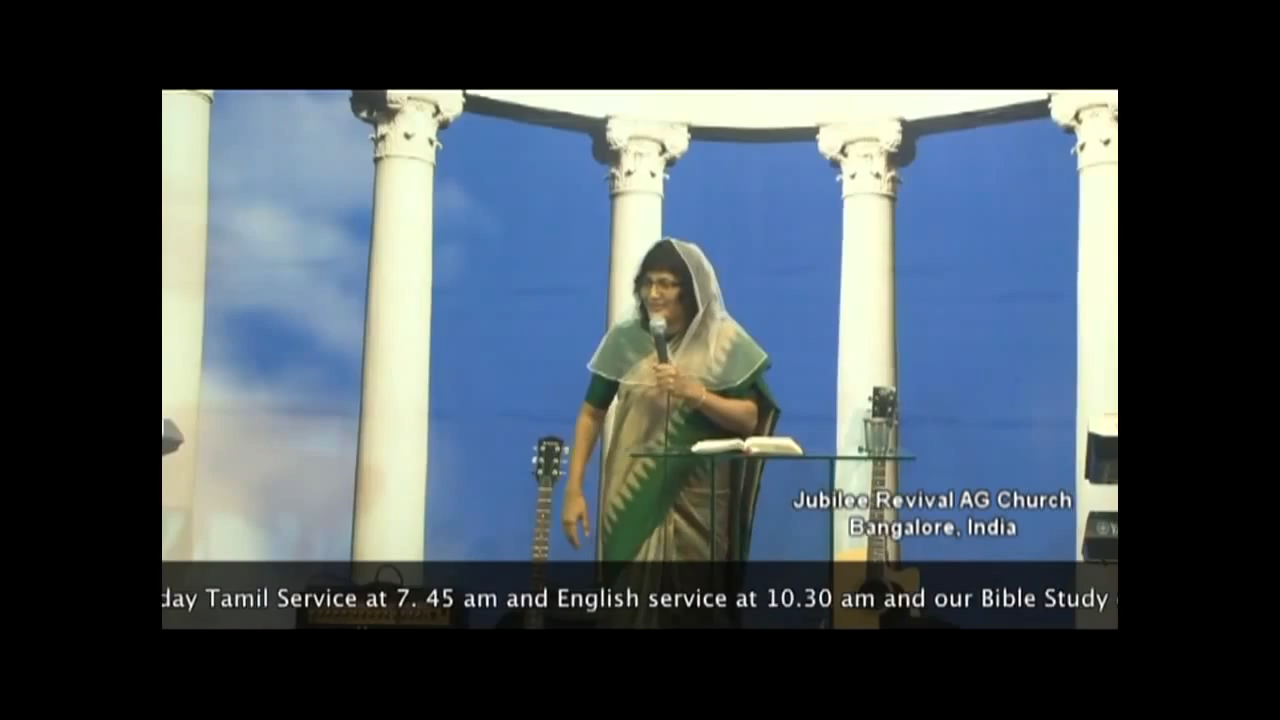 Jubilee Revival AG Church
Bangalore, India
day Tamil Service at 7. 45 am and English service at 10.30 am and our Bible Study